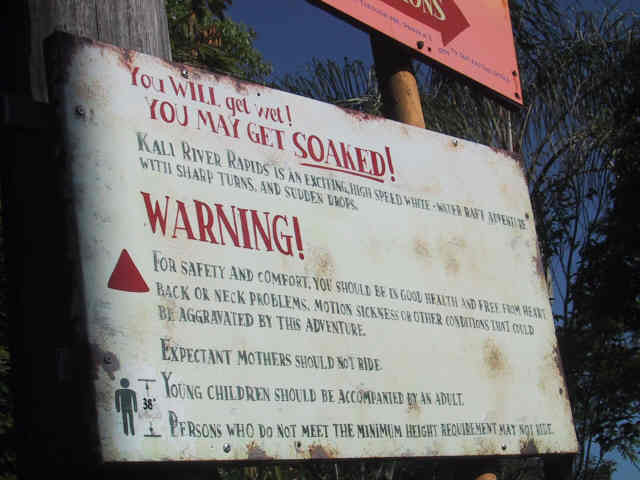 You WILL get wet!
YOU MAY GET SOAKED!
KALI RIVER RAPIDS IS AN EXCITING, HIGH SPEED, WHITE-WATER RAFT ADVENTURE
WITH SHARP TURNS, AND SUDDEN DROPS.
WARNING!
FOR SAFETY AND COMFORT, YOU SHOULD BE IN GOOD HEALTH AND FREE FROM HEART
BACK OR NECK PROBLEMS, MOTION SICKNESS OR OTHER CONDITIONS THAT COULD
BE AGGRAVATED BY THIS ADVENTURE.
EXPECTANT MOTHERS SHOULD NOT RIDE.
YOUNG CHILDREN SHOULD BE ACCOMPANIED BY AN ADULT.
38"
PERSONS WHO DO NOT MEET THE MINIMUM HEIGHT REQUIREMENT MAY NOT RIDE.